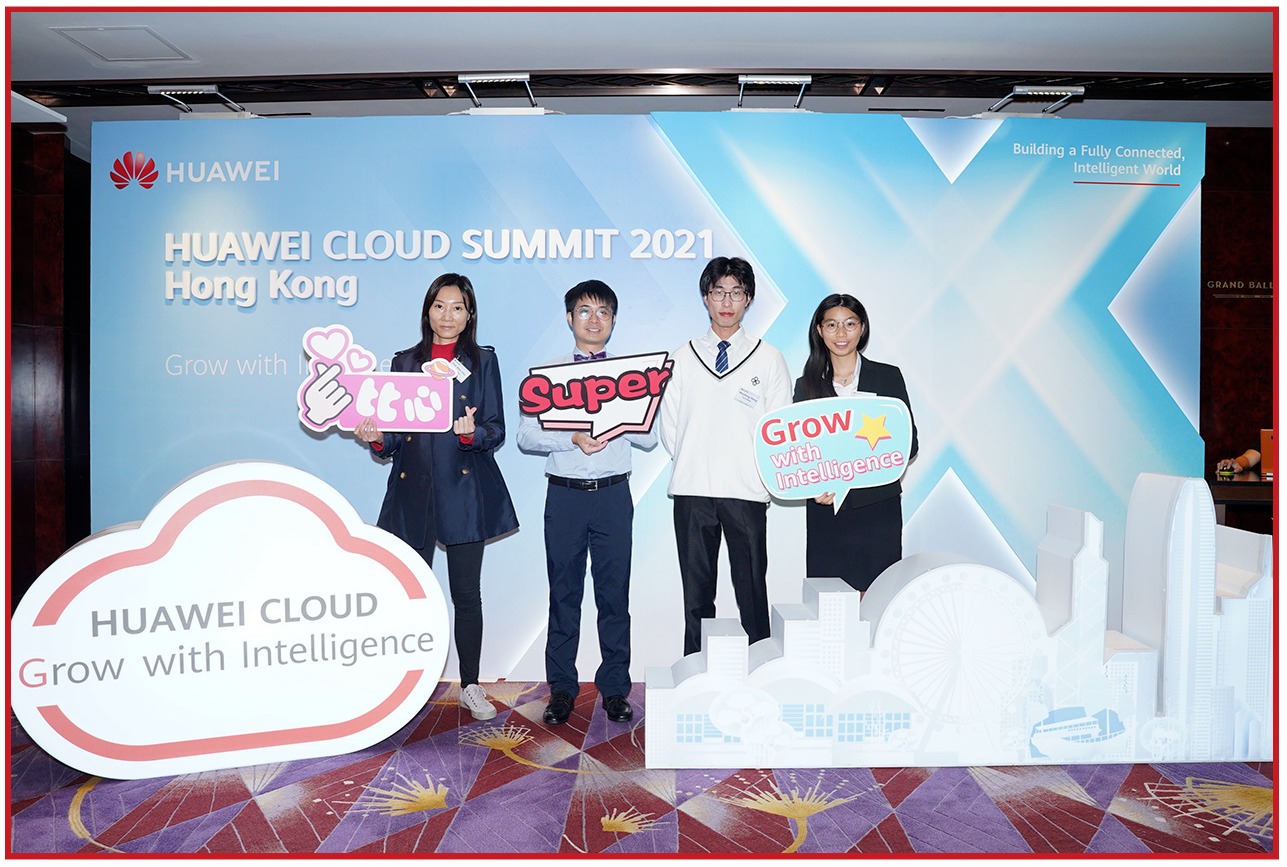 HUAWEI
Building a Fully Connected,
Intelligent World
HUAWEI CLOUD SUMMIT 2021
Hong Kong
GRAND BALL
Grow with
比心
Super
Grow
with
Intelligence
HUAWEI CLOUD
Grow with Intelligence